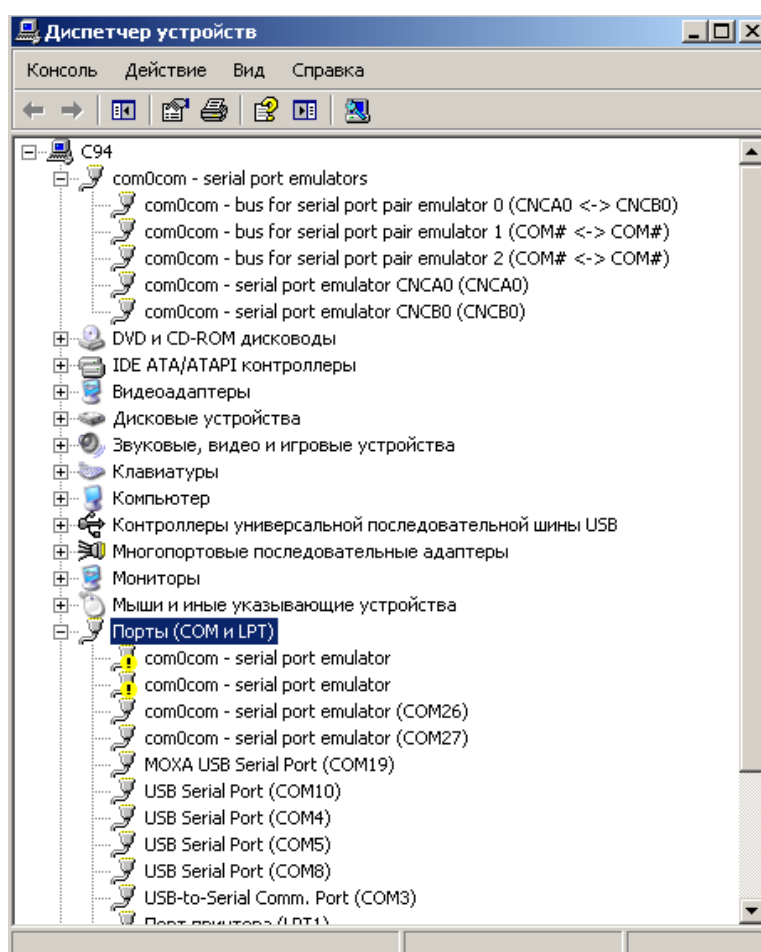 Диспетчер устройств
Консоль Действие Вид Справка
C94
com0com - serial port emulators
com0com - bus for serial port pair emulator 0 (CNCA0 <-> CNCB0)
com0com - bus for serial port pair emulator 1 (COM# <-> COM#)
com0com - bus for serial port pair emulator 2 (COM# <-> COM#)
com0com - serial port emulator CNCA0 (CNCA0)
com0com - serial port emulator CNCB0 (CNCB0)
DVD и CD-ROM дисководы
IDE ATA/ATAPI контроллеры
Видеоадаптеры
Дисковые устройства
Звуковые, видео и игровые устройства
Клавиатуры
Компьютер
Контроллеры универсальной последовательной шины USB
Многопортовые последовательные адаптеры
Мониторы
Мыши и иные указывающие устройства
Порты (COM и LPT)
com0com - serial port emulator
com0com - serial port emulator
com0com - serial port emulator (COM26)
com0com - serial port emulator (COM27)
MOXA USB Serial Port (COM19)
USB Serial Port (COM10)
USB Serial Port (COM4)
USB Serial Port (COM5)
USB Serial Port (COM8)
USB-to-Serial Comm. Port (COM3)
Порт принтера (LPT1)